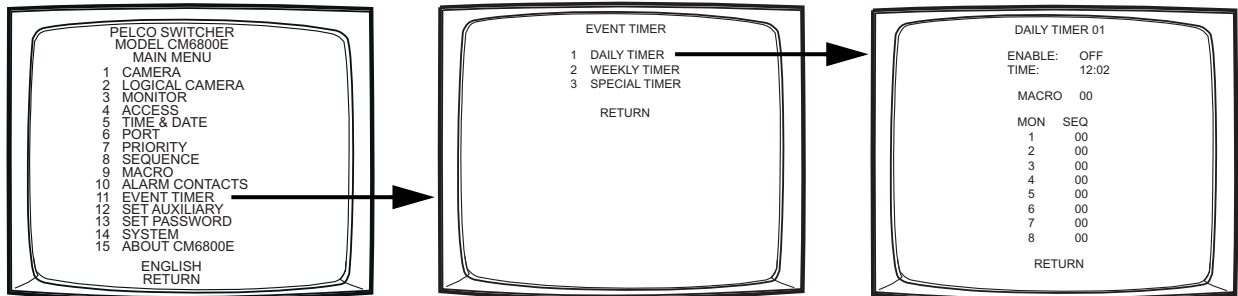 PELCO SWITCHER
MODEL CM6800E
MAIN MENU
1 CAMERA
2 LOGICAL CAMERA
3 MONITOR
4 ACCESS
5 TIME & DATE
6 PORT
7 PRIORITY
8 SEQUENCE
9 MACRO
10 ALARM CONTACTS
11 EVENT TIMER
12 SET AUXILIARY
13 SET PASSWORD
14 SYSTEM
15 ABOUT CM6800E
ENGLISH
RETURN
EVENT TIMER
1 DAILY TIMER
2 WEEKLY TIMER
3 SPECIAL TIMER
RETURN
DAILY TIMER 01
ENABLE: OFF
TIME: 12:02
MACRO 00
MON SEQ
1 00
2 00
3 00
4 00
5 00
6 00
7 00
8 00
RETURN